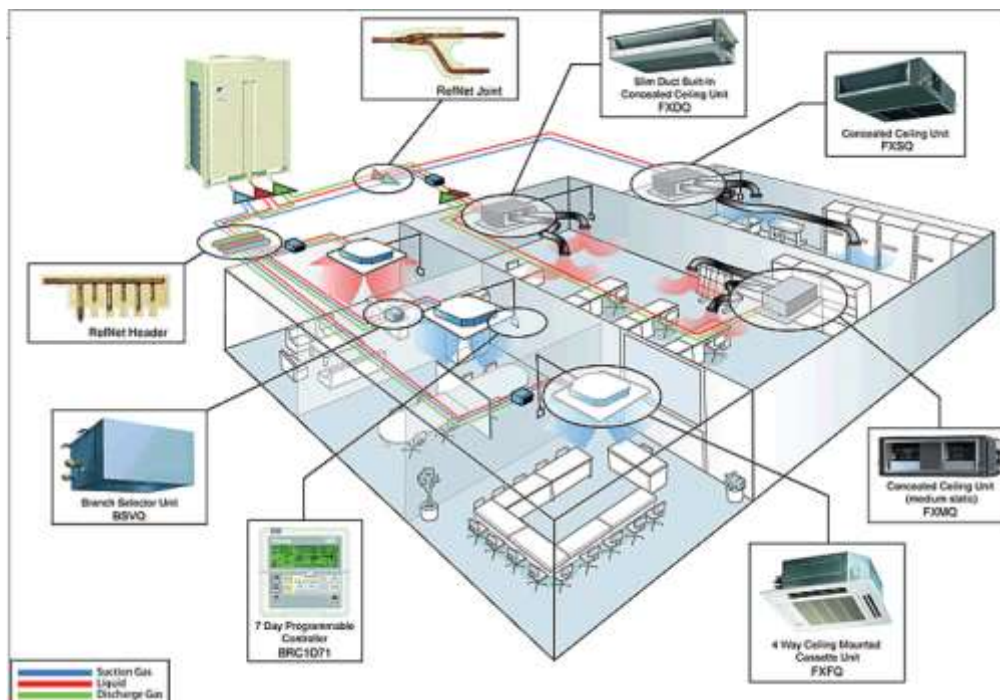 RefNet Joint
Slim Duct Built-In
Concealed Ceiling Unit
FXDQ
Concealed Ceiling Unit
FXSQ
RefNet Header
Branch Selector Unit
BSVQ
Concealed Ceiling Unit
(medium static)
FXMQ
7 Day Programmable
Controller
BRC1D71
4 Way Ceiling Mounted
Cassette Unit
FXFQ
Suction Gas
Liquid
Discharge Gas